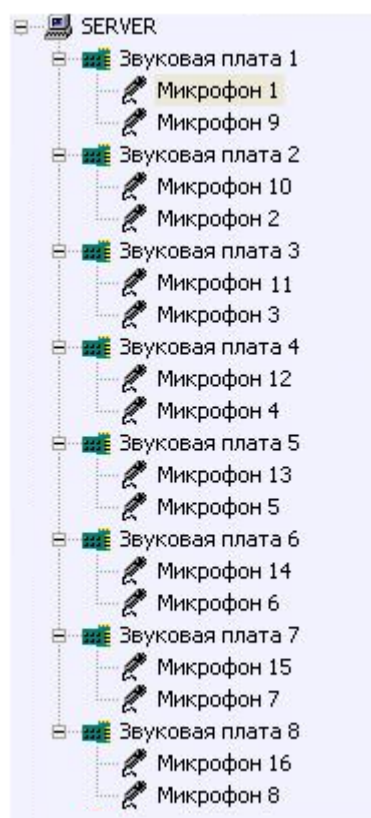 SERVER
Звуковая плата 1
Микрофон 1
Микрофон 9
Звуковая плата 2
Микрофон 10
Микрофон 2
Звуковая плата 3
Микрофон 11
Микрофон 3
Звуковая плата 4
Микрофон 12
Микрофон 4
Звуковая плата 5
Микрофон 13
Микрофон 5
Звуковая плата 6
Микрофон 14
Микрофон 6
Звуковая плата 7
Микрофон 15
Микрофон 7
Звуковая плата 8
Микрофон 16
Микрофон 8